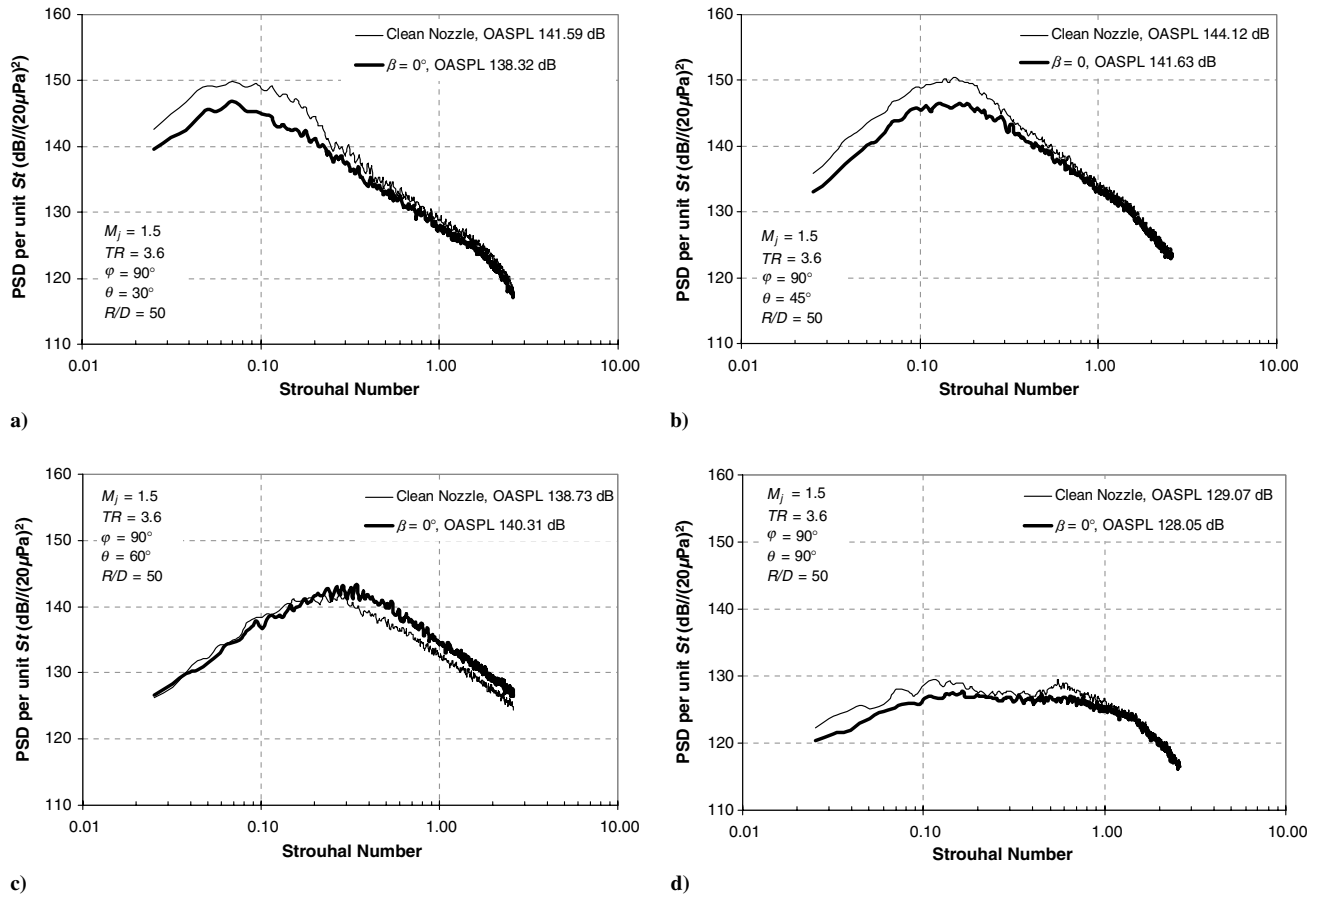 160
150
140
130
120
110
PSD per unit St (dB//(20µPa)²)
Clean Nozzle, OASPL 141.59 dB
β = 0°, OASPL 138.32 dB
Mj = 1.5
TR = 3.6
φ = 90°
θ = 30°
R/D = 50
0.01
0.10
1.00
10.00
Strouhal Number
a)
160
150
140
130
120
110
PSD per unit St (dB//(20µPa)²)
Clean Nozzle, OASPL 144.12 dB
β = 0, OASPL 141.63 dB
Mj = 1.5
TR = 3.6
φ = 90°
θ = 45°
R/D = 50
0.01
0.10
1.00
10.00
Strouhal Number
b)
160
150
140
130
120
110
PSD per unit St (dB//(20µPa)²)
Mj = 1.5
TR = 3.6
φ = 90°
θ = 60°
R/D = 50
Clean Nozzle, OASPL 138.73 dB
β = 0°, OASPL 140.31 dB
0.01
0.10
1.00
10.00
Strouhal Number
c)
160
150
140
130
120
110
PSD per unit St (dB//(20µPa)²)
Mj = 1.5
TR = 3.6
φ = 90°
θ = 90°
R/D = 50
Clean Nozzle, OASPL 129.07 dB
β = 0°, OASPL 128.05 dB
0.01
0.10
1.00
10.00
Strouhal Number
d)